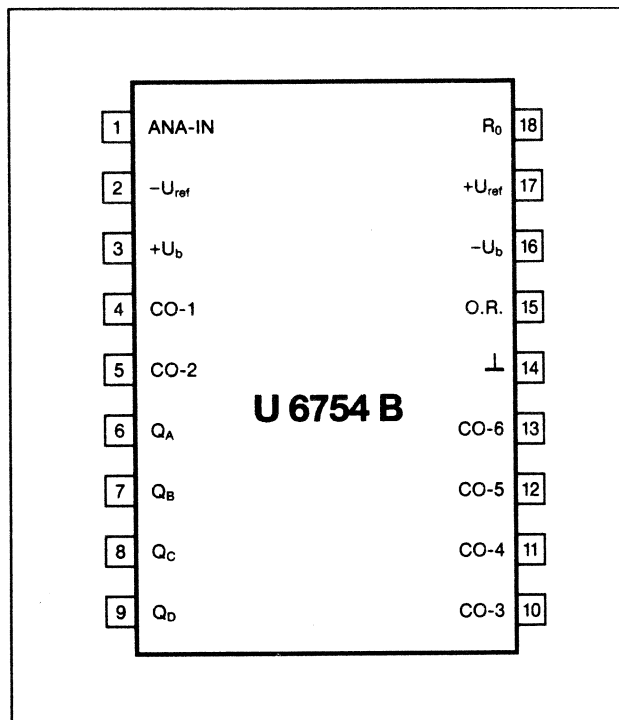 1 ANA-IN R₀ 18
2 −U_ref +U_ref 17
3 +U_b −U_b 16
4 CO-1 O.R. 15
5 CO-2 ⊥ 14
U 6754 B
6 Q_A CO-6 13
7 Q_B CO-5 12
8 Q_C CO-4 11
9 Q_D CO-3 10